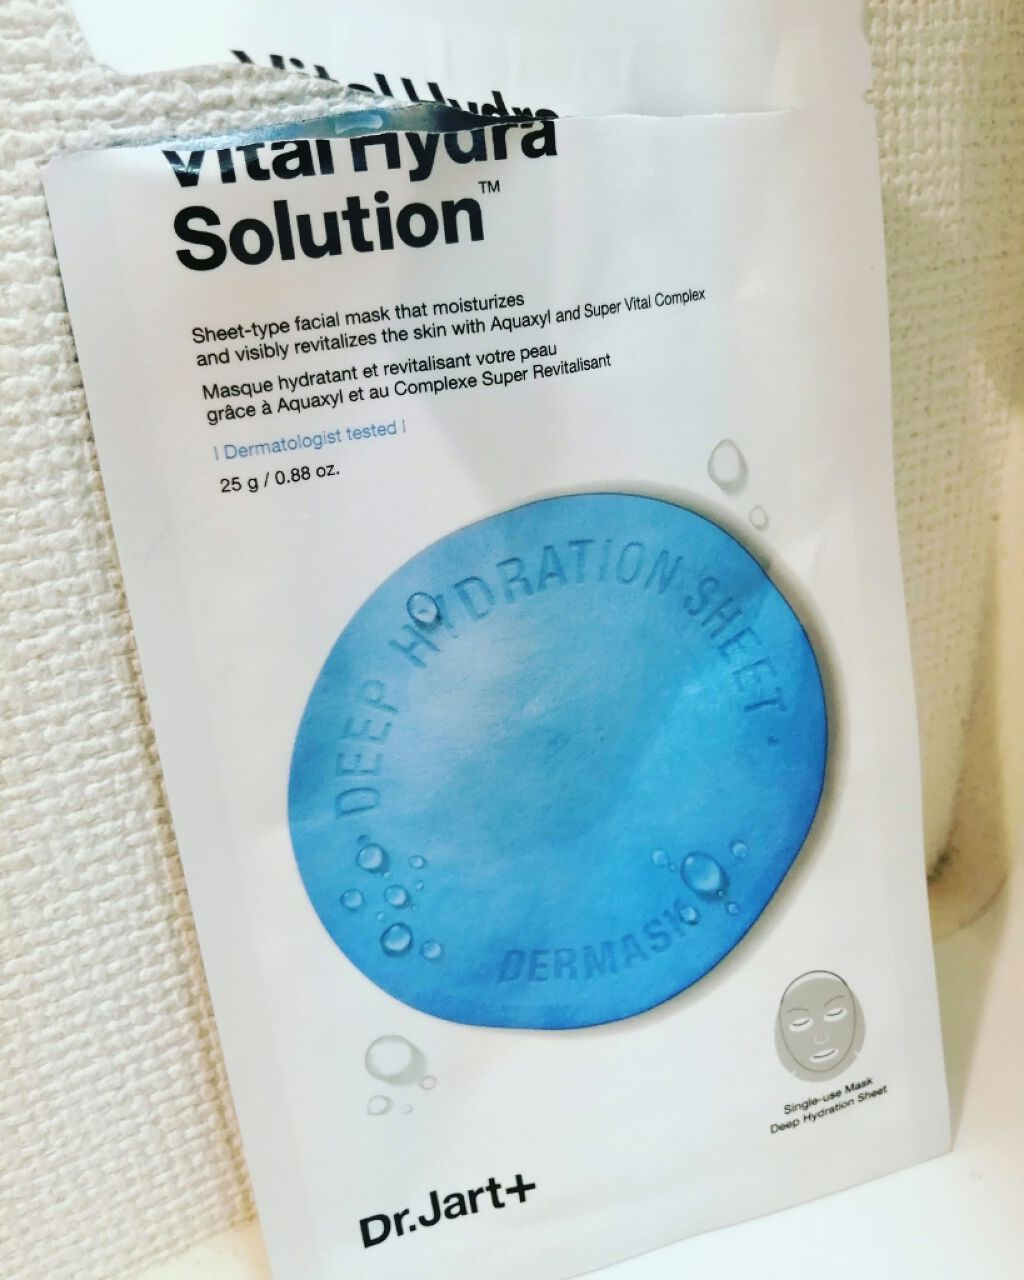 Vital Hydra
Vital Hydra
Solution™
Sheet-type facial mask that moisturizes
and visibly revitalizes the skin with Aquaxyl and Super Vital Complex
Masque hydratant et revitalisant votre peau
grâce à Aquaxyl et au Complexe Super Revitalisant
| Dermatologist tested |
25 g / 0.88 oz.
DEEP HYDRATION SHEET
DERMASK
Single-use Mask
Deep Hydration Sheet
Dr.Jart+